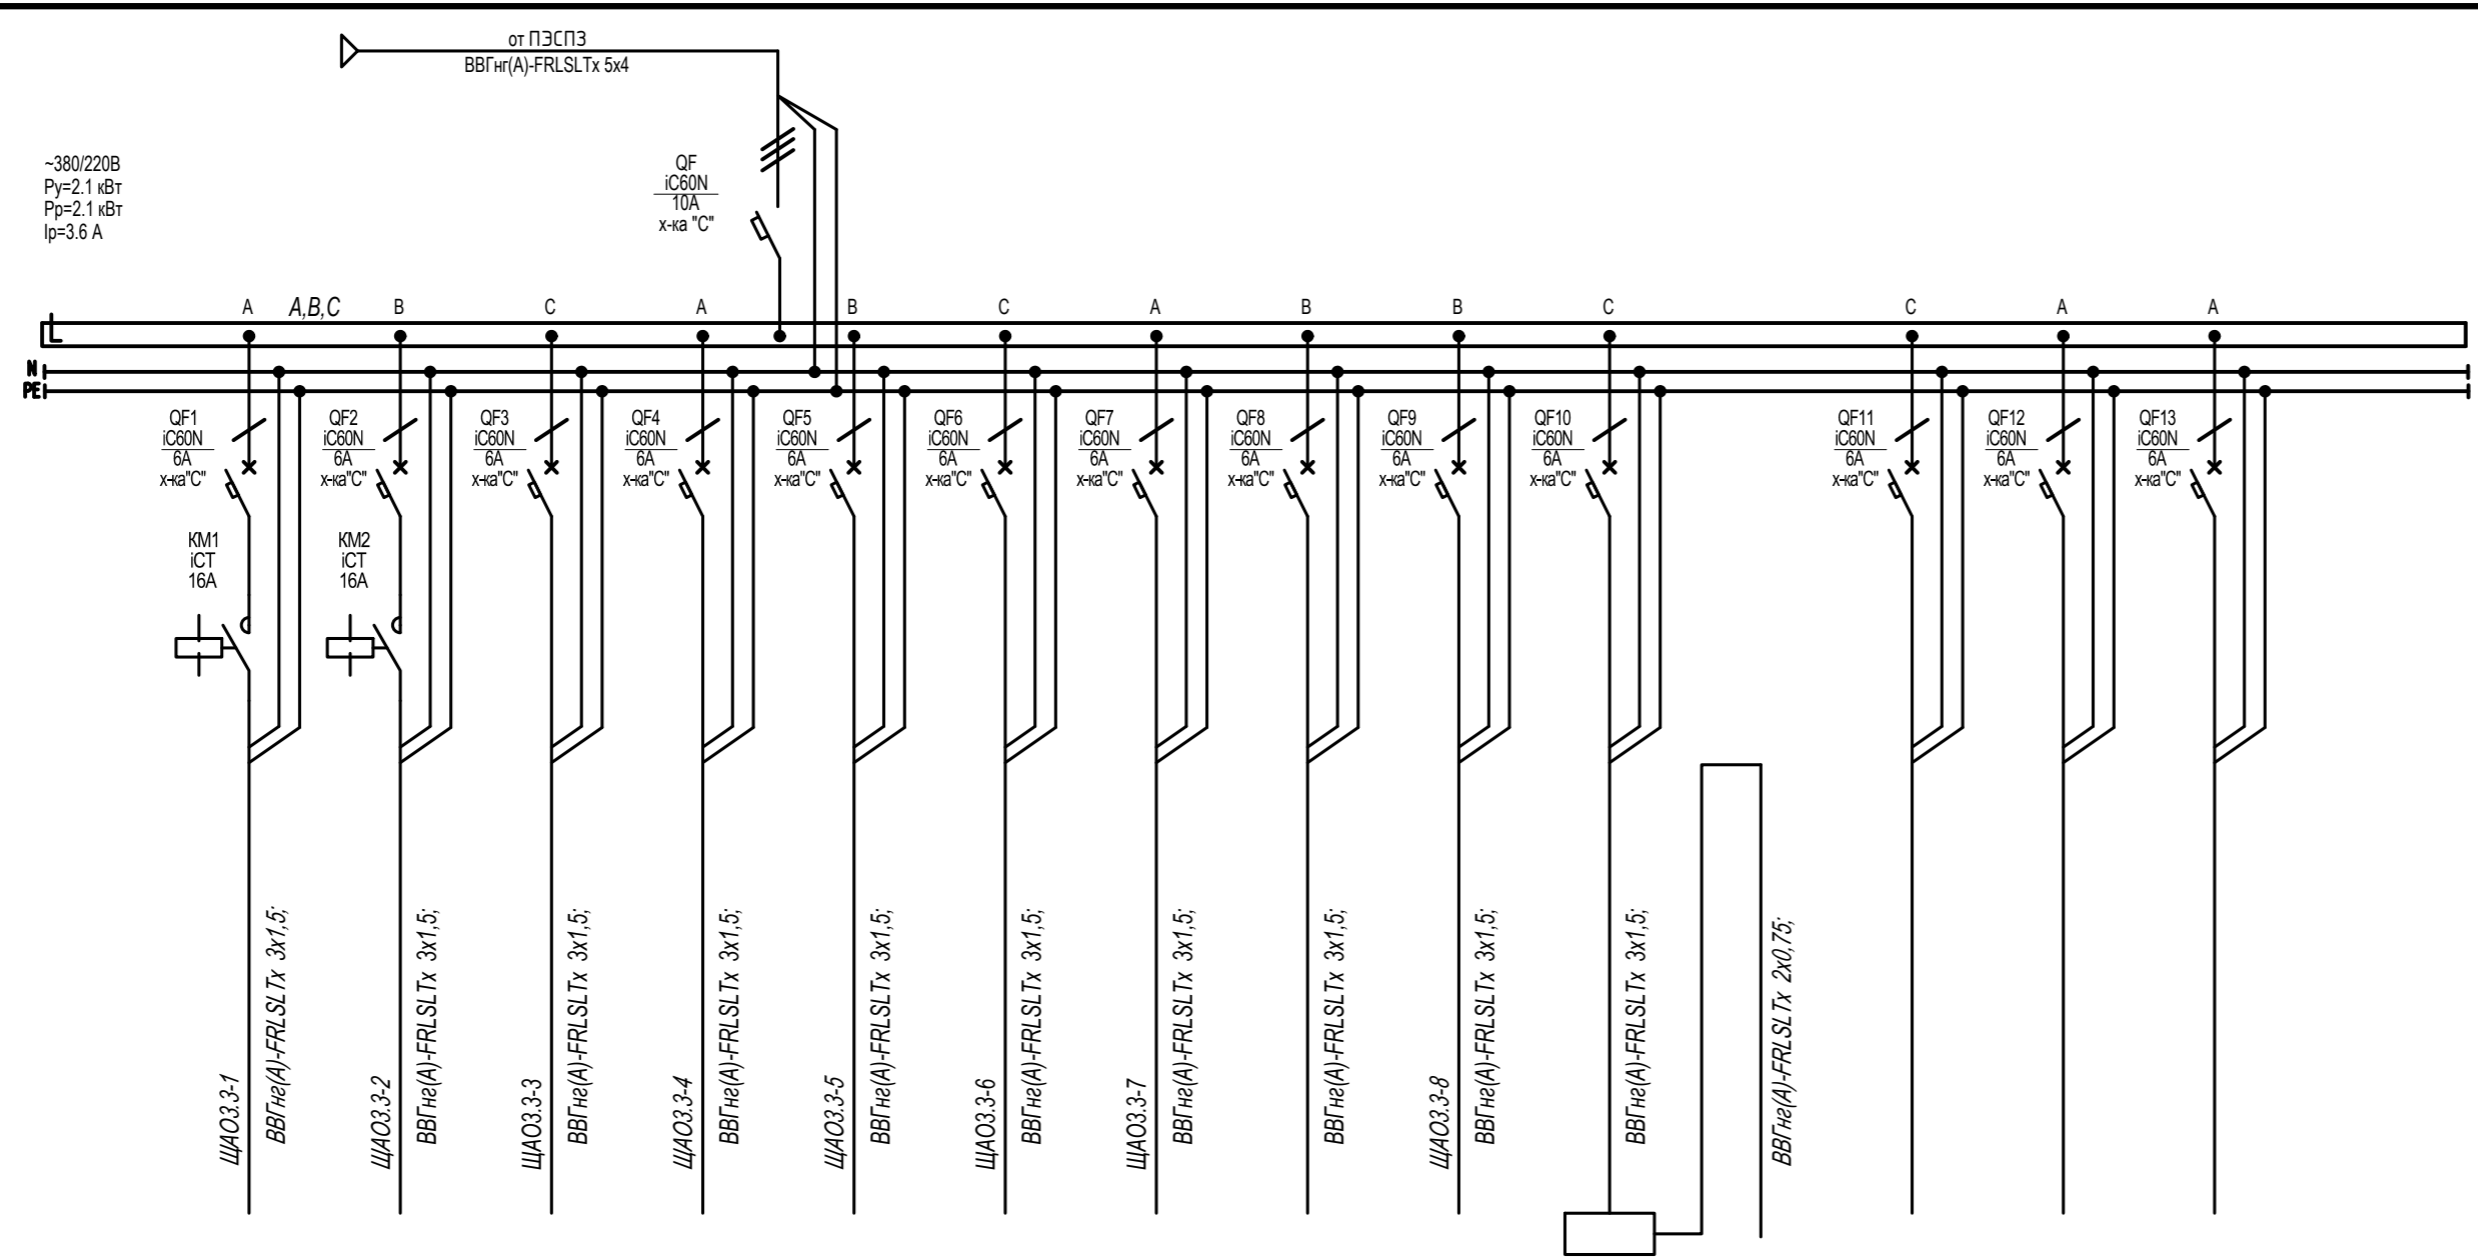 от ПЭСПЗ
ВВГнг(А)-FRLSLTx 5х4
~380/220В
Ру=2.1 кВт
Рр=2.1 кВт
Iр=3.6 А
QF
iC60N
10А
х-ка "С"
A A,B,C B C A B C A B B C C A A
L
N
PE
QF1 QF2 QF3 QF4 QF5 QF6 QF7 QF8 QF9 QF10 QF11 QF12 QF13
iC60N iC60N iC60N iC60N iC60N iC60N iC60N iC60N iC60N iC60N iC60N iC60N iC60N
6А 6А 6А 6А 6А 6А 6А 6А 6А 6А 6А 6А 6А
х-ка"С" х-ка"С" х-ка"С" х-ка"С" х-ка"С" х-ка"С" х-ка"С" х-ка"С" х-ка"С" х-ка"С" х-ка"С" х-ка"С" х-ка"С"
КМ1 КМ2
iCT iCT
16А 16А
ЩАО3.3-1
ВВГнг(А)-FRLSLTx 3х1,5;
ЩАО3.3-2
ВВГнг(А)-FRLSLTx 3х1,5;
ЩАО3.3-3
ВВГнг(А)-FRLSLTx 3х1,5;
ЩАО3.3-4
ВВГнг(А)-FRLSLTx 3х1,5;
ЩАО3.3-5
ВВГнг(А)-FRLSLTx 3х1,5;
ЩАО3.3-6
ВВГнг(А)-FRLSLTx 3х1,5;
ЩАО3.3-7
ВВГнг(А)-FRLSLTx 3х1,5;
ВВГнг(А)-FRLSLTx 3х1,5;
ЩАО3.3-8
ВВГнг(А)-FRLSLTx 3х1,5;
ВВГнг(А)-FRLSLTx 3х1,5;
ВВГнг(А)-FRLSLTx 2х0,75;